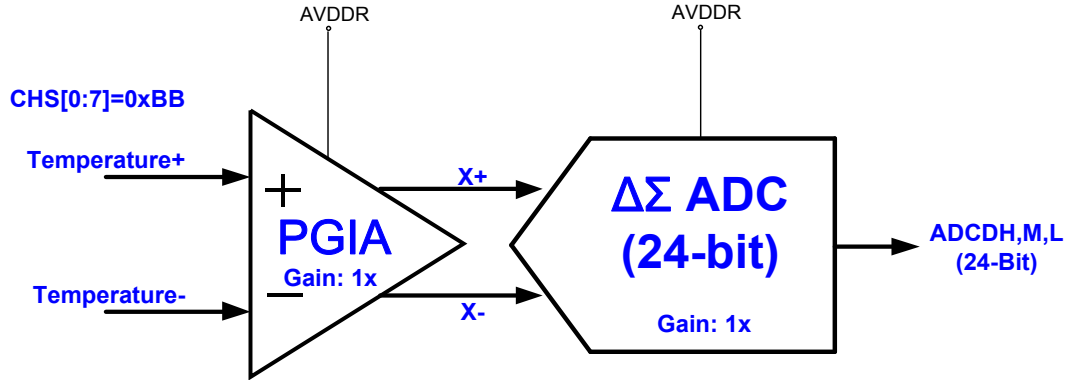 AVDDR
AVDDR
CHS[0:7]=0xBB
Temperature+
X+
ΔΣ ADC
+
PGIA
(24-bit)
ADCDH,M,L
(24-Bit)
Gain: 1x
Temperature-
−
X-
Gain: 1x